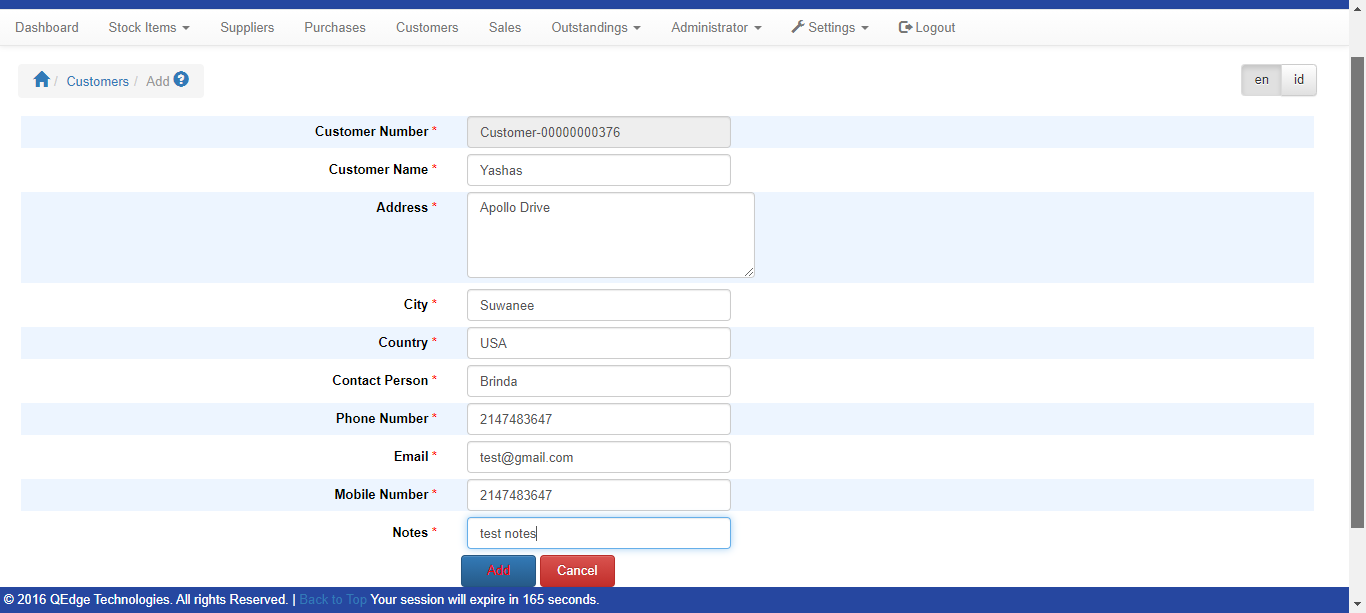 Dashboard Stock Items Suppliers Purchases Customers Sales Outstandings Administrator Settings Logout
/ Customers / Add ? en id
Customer Number * Customer-00000000376
Customer Name * Yashas
Address * Apollo Drive
City * Suwanee
Country * USA
Contact Person * Brinda
Phone Number * 2147483647
Email * test@gmail.com
Mobile Number * 2147483647
Notes * test notes
Add Cancel
© 2016 QEdge Technologies. All rights Reserved. | Back to Top Your session will expire in 165 seconds.